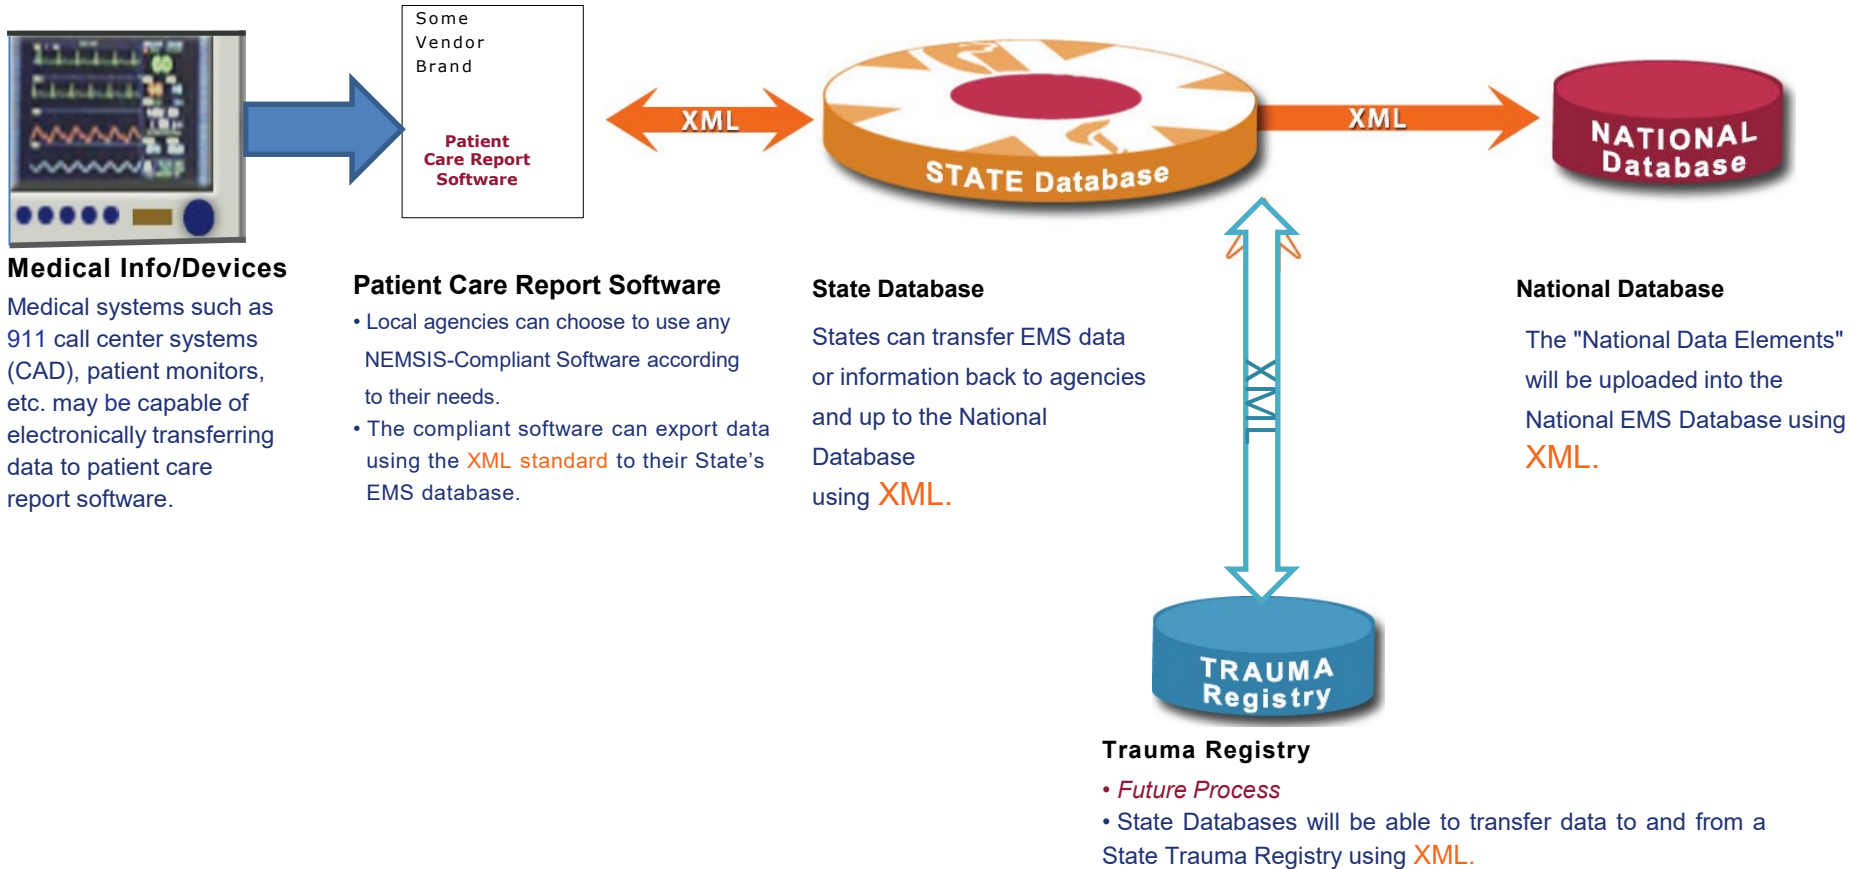 Some
Vendor
Brand
Patient
Care Report
Software
XML
STATE Database
XML
NATIONAL
Database
Medical Info/Devices
Medical systems such as
911 call center systems
(CAD), patient monitors,
etc. may be capable of
electronically transferring
data to patient care
report software.
Patient Care Report Software
• Local agencies can choose to use any
NEMSIS-Compliant Software according
to their needs.
• The compliant software can export data
using the XML standard to their State’s
EMS database.
State Database
States can transfer EMS data
or information back to agencies
and up to the National
Database
using XML.
XML
National Database
The "National Data Elements"
will be uploaded into the
National EMS Database using
XML.
TRAUMA
Registry
Trauma Registry
• Future Process
• State Databases will be able to transfer data to and from a
State Trauma Registry using XML.